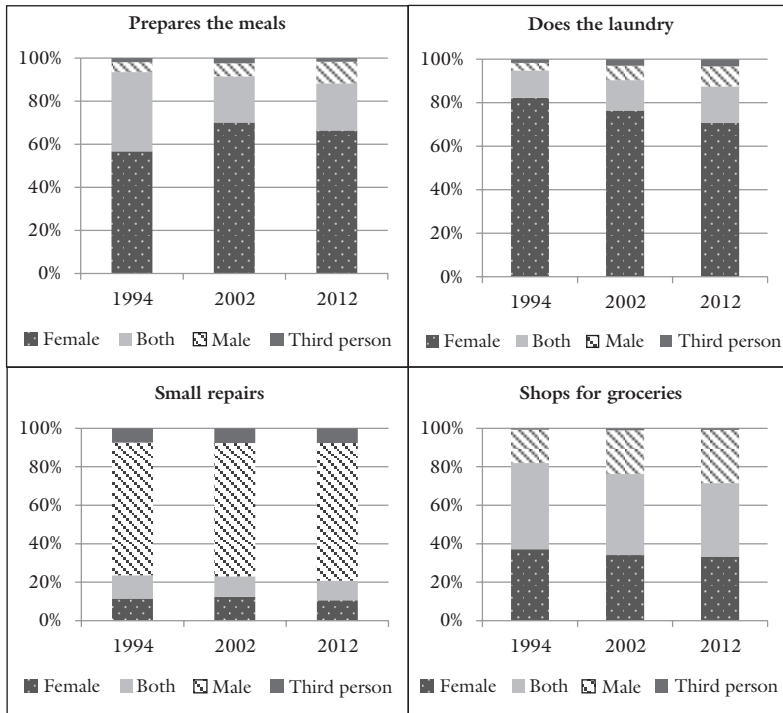 Prepares the meals
100%
80%
60%
40%
20%
0%
1994 2002 2012
Female Both Male Third person
Does the laundry
100%
80%
60%
40%
20%
0%
1994 2002 2012
Female Both Male Third person
Small repairs
100%
80%
60%
40%
20%
0%
1994 2002 2012
Female Both Male Third person
Shops for groceries
100%
80%
60%
40%
20%
0%
1994 2002 2012
Female Both Male Third person